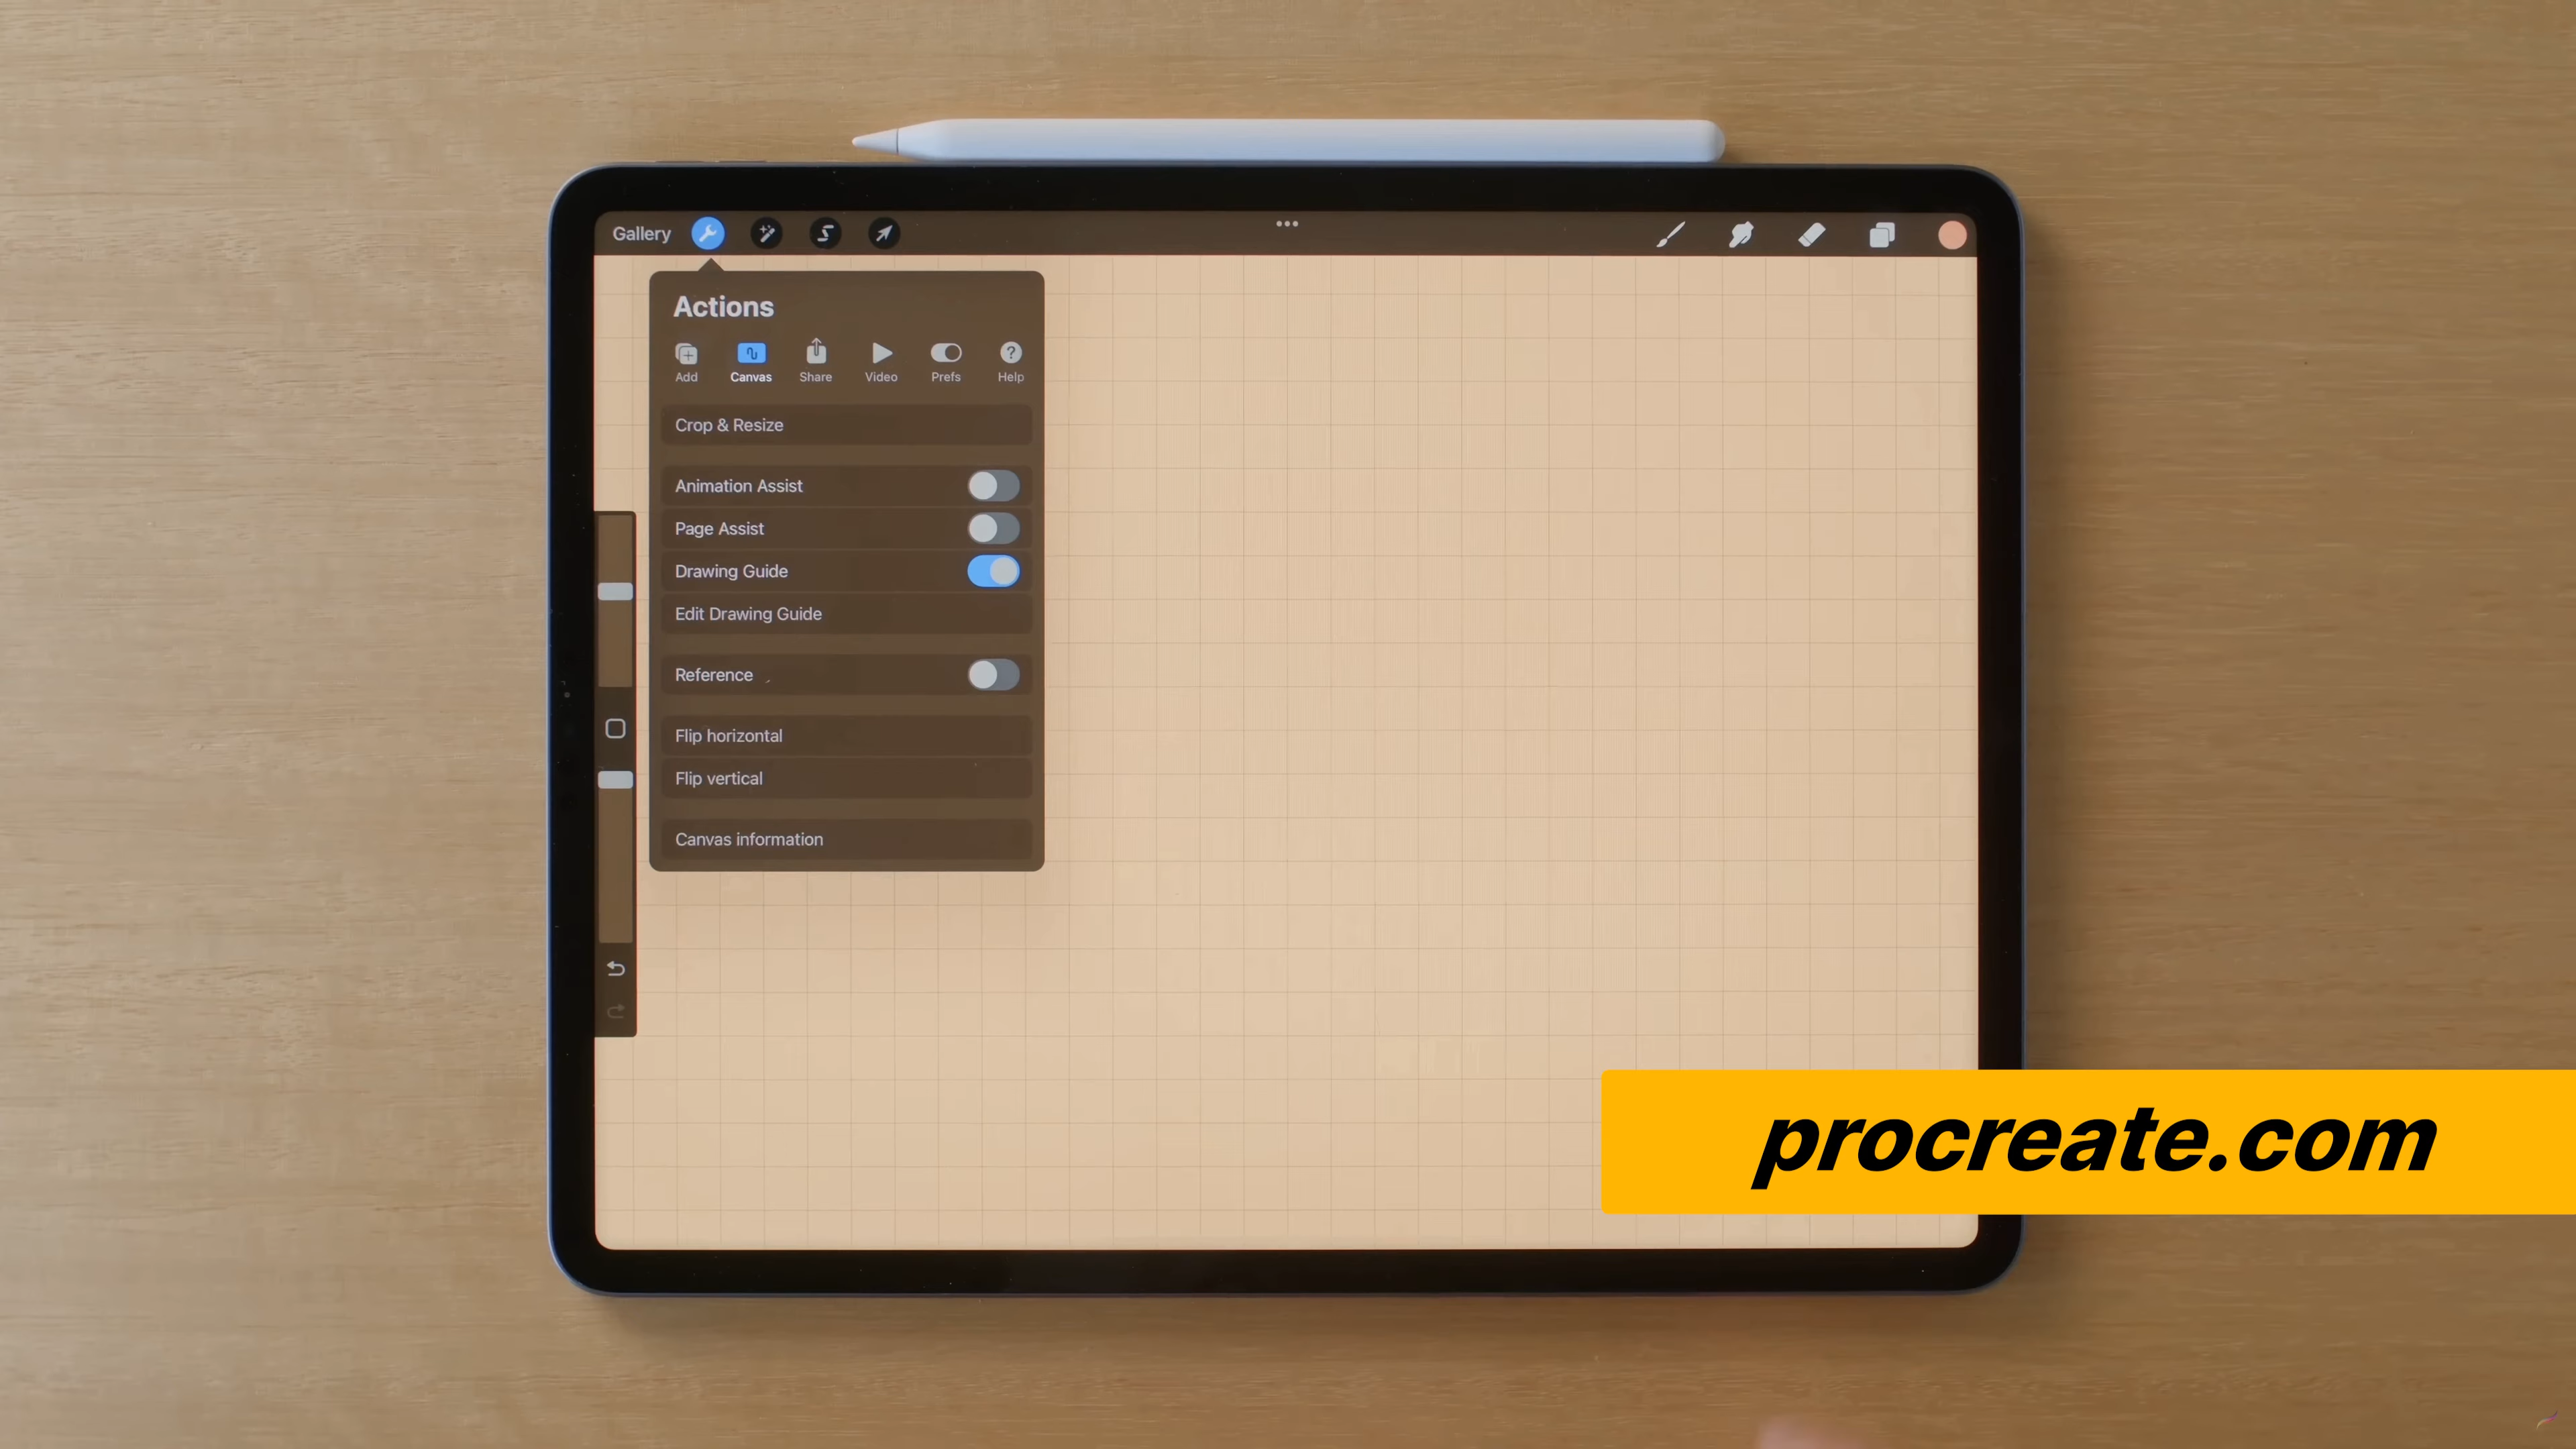 Gallery
Actions
Add Canvas Share Video Prefs Help
Crop & Resize
Animation Assist
Page Assist
Drawing Guide
Edit Drawing Guide
Reference
Flip horizontal
Flip vertical
Canvas information
procreate.com